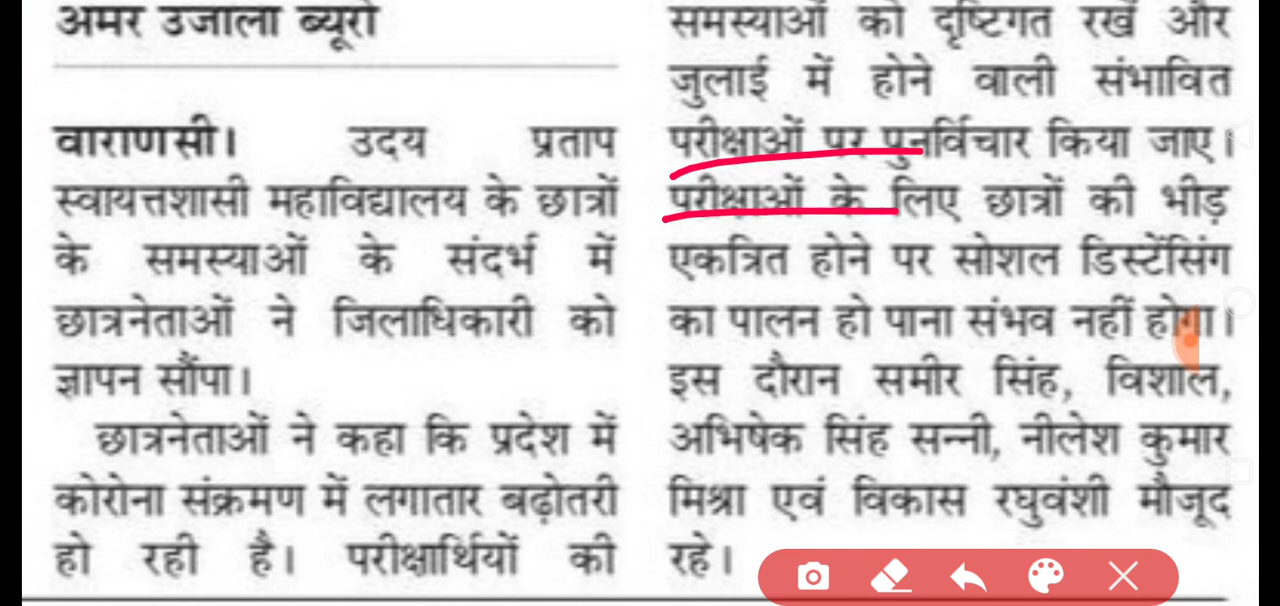 अमर उजाला ब्यूरो
वाराणसी। उदय प्रताप
स्वायत्तशासी महाविद्यालय के छात्रों
के समस्याओं के संदर्भ में
छात्रनेताओं ने जिलाधिकारी को
ज्ञापन सौंपा।
छात्रनेताओं ने कहा कि प्रदेश में
कोरोना संक्रमण में लगातार बढ़ोतरी
हो रही है। परीक्षार्थियों की
समस्याओं को दृष्टिगत रखें और
जुलाई में होने वाली संभावित
परीक्षाओं पर पुनर्विचार किया जाए।
परीक्षाओं के लिए छात्रों की भीड़
एकत्रित होने पर सोशल डिस्टेंसिंग
का पालन हो पाना संभव नहीं होगा।
इस दौरान समीर सिंह, विशाल,
अभिषेक सिंह सन्नी, नीलेश कुमार
मिश्रा एवं विकास रघुवंशी मौजूद
रहे।